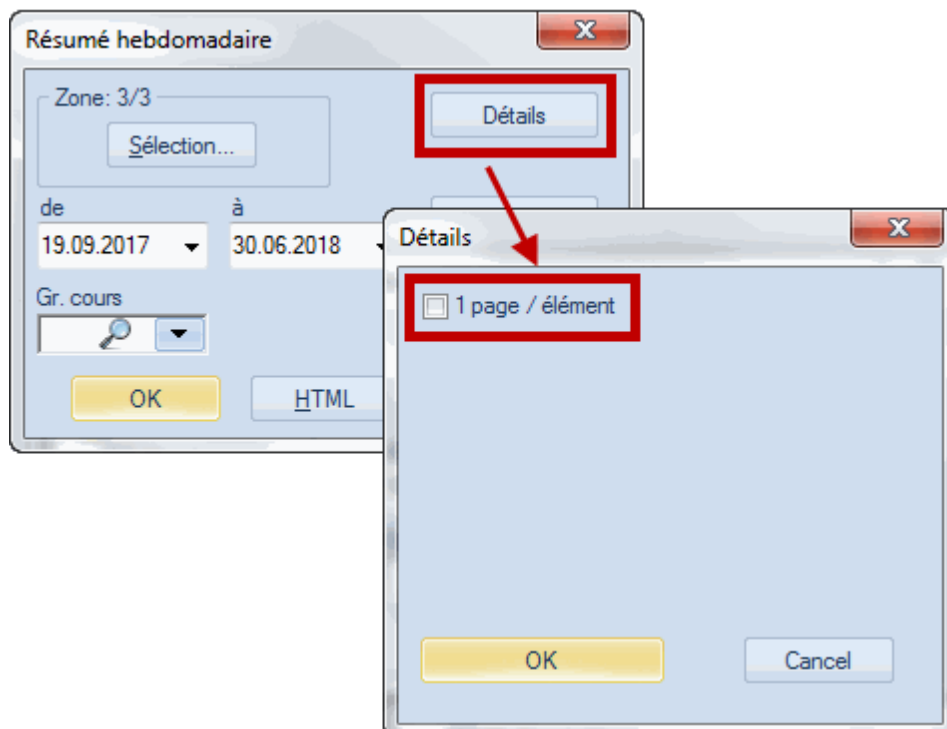 Résumé hebdomadaire
Zone: 3/3
Sélection...
Détails
de
à
19.09.2017
30.06.2018
Gr. cours
OK
HTML
Détails
1 page / élément
OK
Cancel